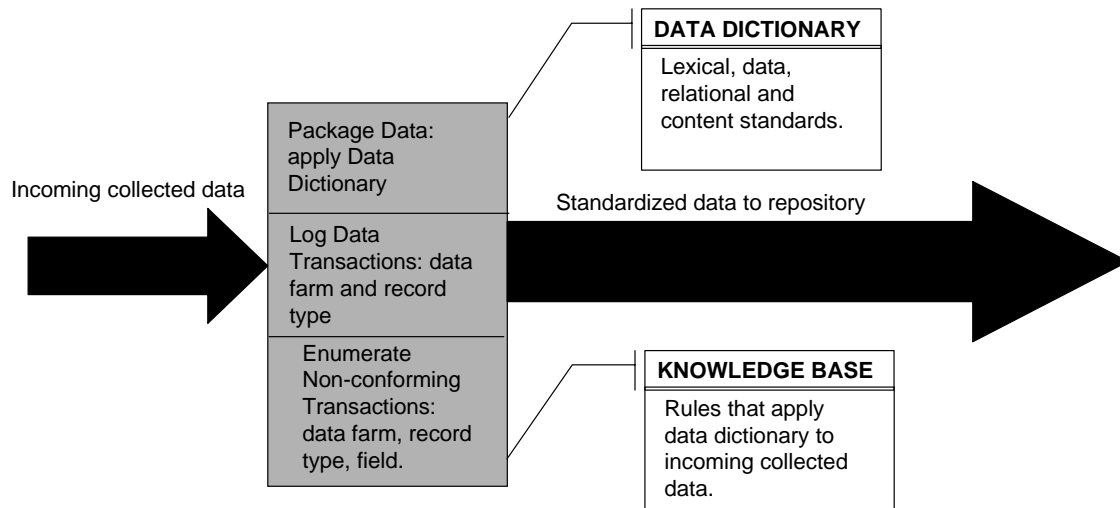 Incoming collected data
Package Data:
apply Data
Dictionary
Log Data
Transactions: data
farm and record
type
Enumerate
Non-conforming
Transactions:
data farm, record
type, field.
DATA DICTIONARY
Lexical, data,
relational and
content standards.
Standardized data to repository
KNOWLEDGE BASE
Rules that apply
data dictionary to
incoming collected
data.